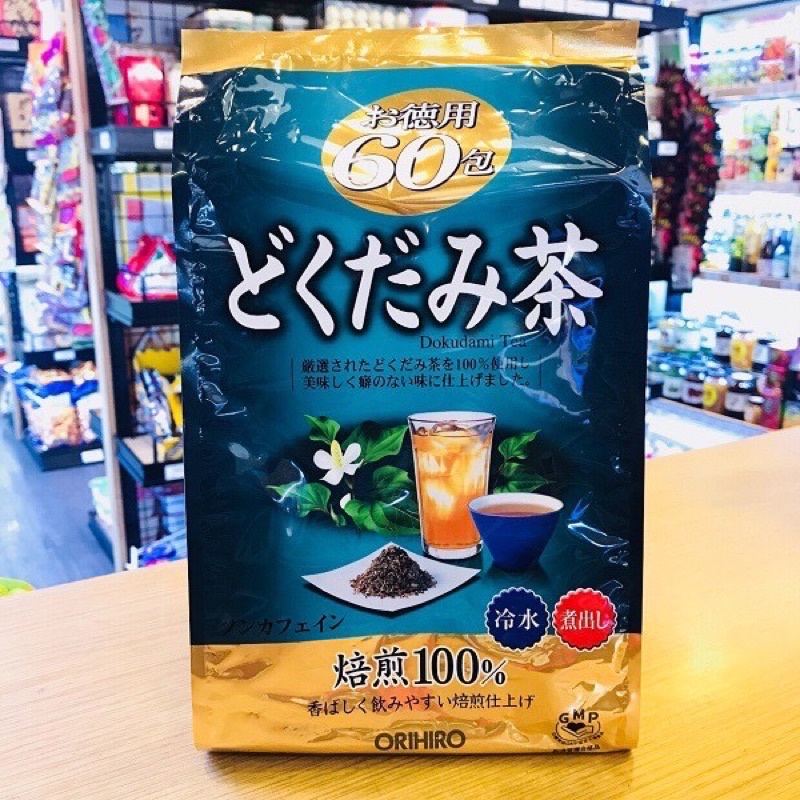 お徳用
60包
どくだみ茶
Dokudami Tea
厳選されたどくだみ茶を100%使用し
美味しく癖のない味に仕上げました。
ノンカフェイン
冷水
煮出し
焙煎100%
香ばしく飲みやすい焙煎仕上げ
GMP
ORIHIRO